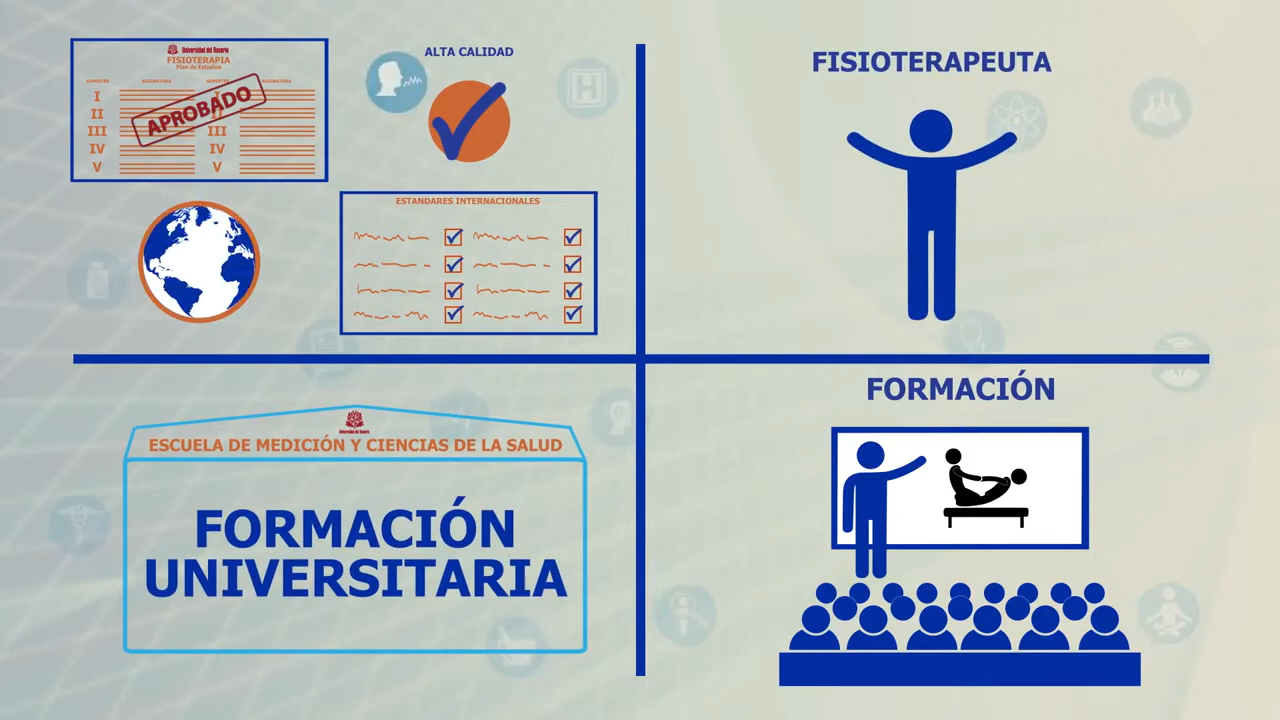 Universidad del Rosario
FISIOTERAPIA
Plan de Estudios
SEMESTRE ASIGNATURA SEMESTRE ASIGNATURA
I I
II II
III III
IV IV
V V
APROBADO
ALTA CALIDAD
H
ESTANDARES INTERNACIONALES
FISIOTERAPEUTA
Universidad del Rosario
ESCUELA DE MEDICIÓN Y CIENCIAS DE LA SALUD
FORMACIÓN
UNIVERSITARIA
FORMACIÓN